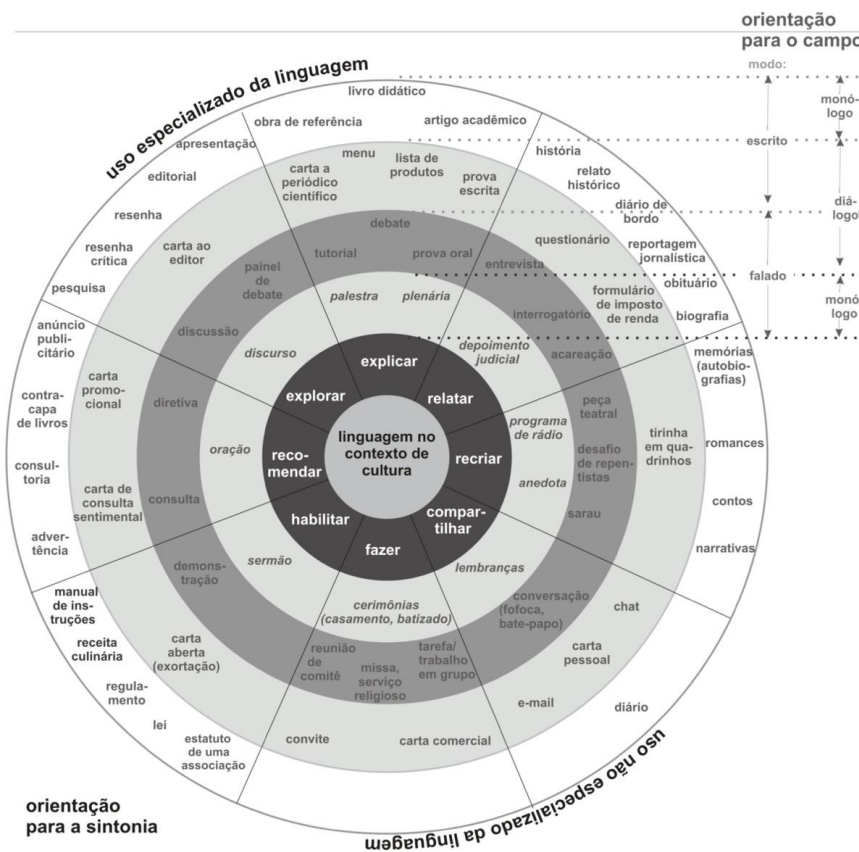 orientação
para o campo
modo:
monó-
logo
escrito
diá-
logo
falado
monó-
logo
uso especializado da linguagem
livro didático
obra de referência
artigo acadêmico
apresentação
editorial
resenha
resenha
crítica
pesquisa
história
relato
histórico
diário de
bordo
reportagem
jornalística
obituário
biografia
menu
lista de
produtos
carta a
periódico
científico
prova
escrita
carta ao
editor
questionário
formulário
de imposto
de renda
debate
tutorial
prova oral
painel
de
debate
discussão
entrevista
interrogatório
acareação
palestra
plenária
discurso
depoimento
judicial
explicar
explorar
relatar
linguagem no
contexto de
cultura
reco-
mendar
recriar
habilitar
compar-
tilhar
fazer
anúncio
publi-
citário
contra-
capa
de livros
consul-
toria
adver-
tência
carta
promo-
cional
carta de
consulta
sentimental
diretiva
consulta
oração
programa
de rádio
anedota
peça
teatral
desafio
de repen-
tistas
sarau
tirinha
em qua-
drinhos
memórias
(autobio-
grafias)
romances
contos
narrativas
manual
de inst-
ruções
receita
culinária
regula-
mento
lei
estatuto
de uma
associação
carta
aberta
(exortação)
demons-
tração
sermão
cerimônias
(casamento, batizado)
lembranças
reunião
de
comitê
missa,
serviço
religioso
tarefa/
trabalho
em grupo
conversação
(fofoca,
bate-papo)
convite
carta comercial
chat
carta
pessoal
e-mail
diário
uso não especializado da linguagem
orientação
para a sintonia